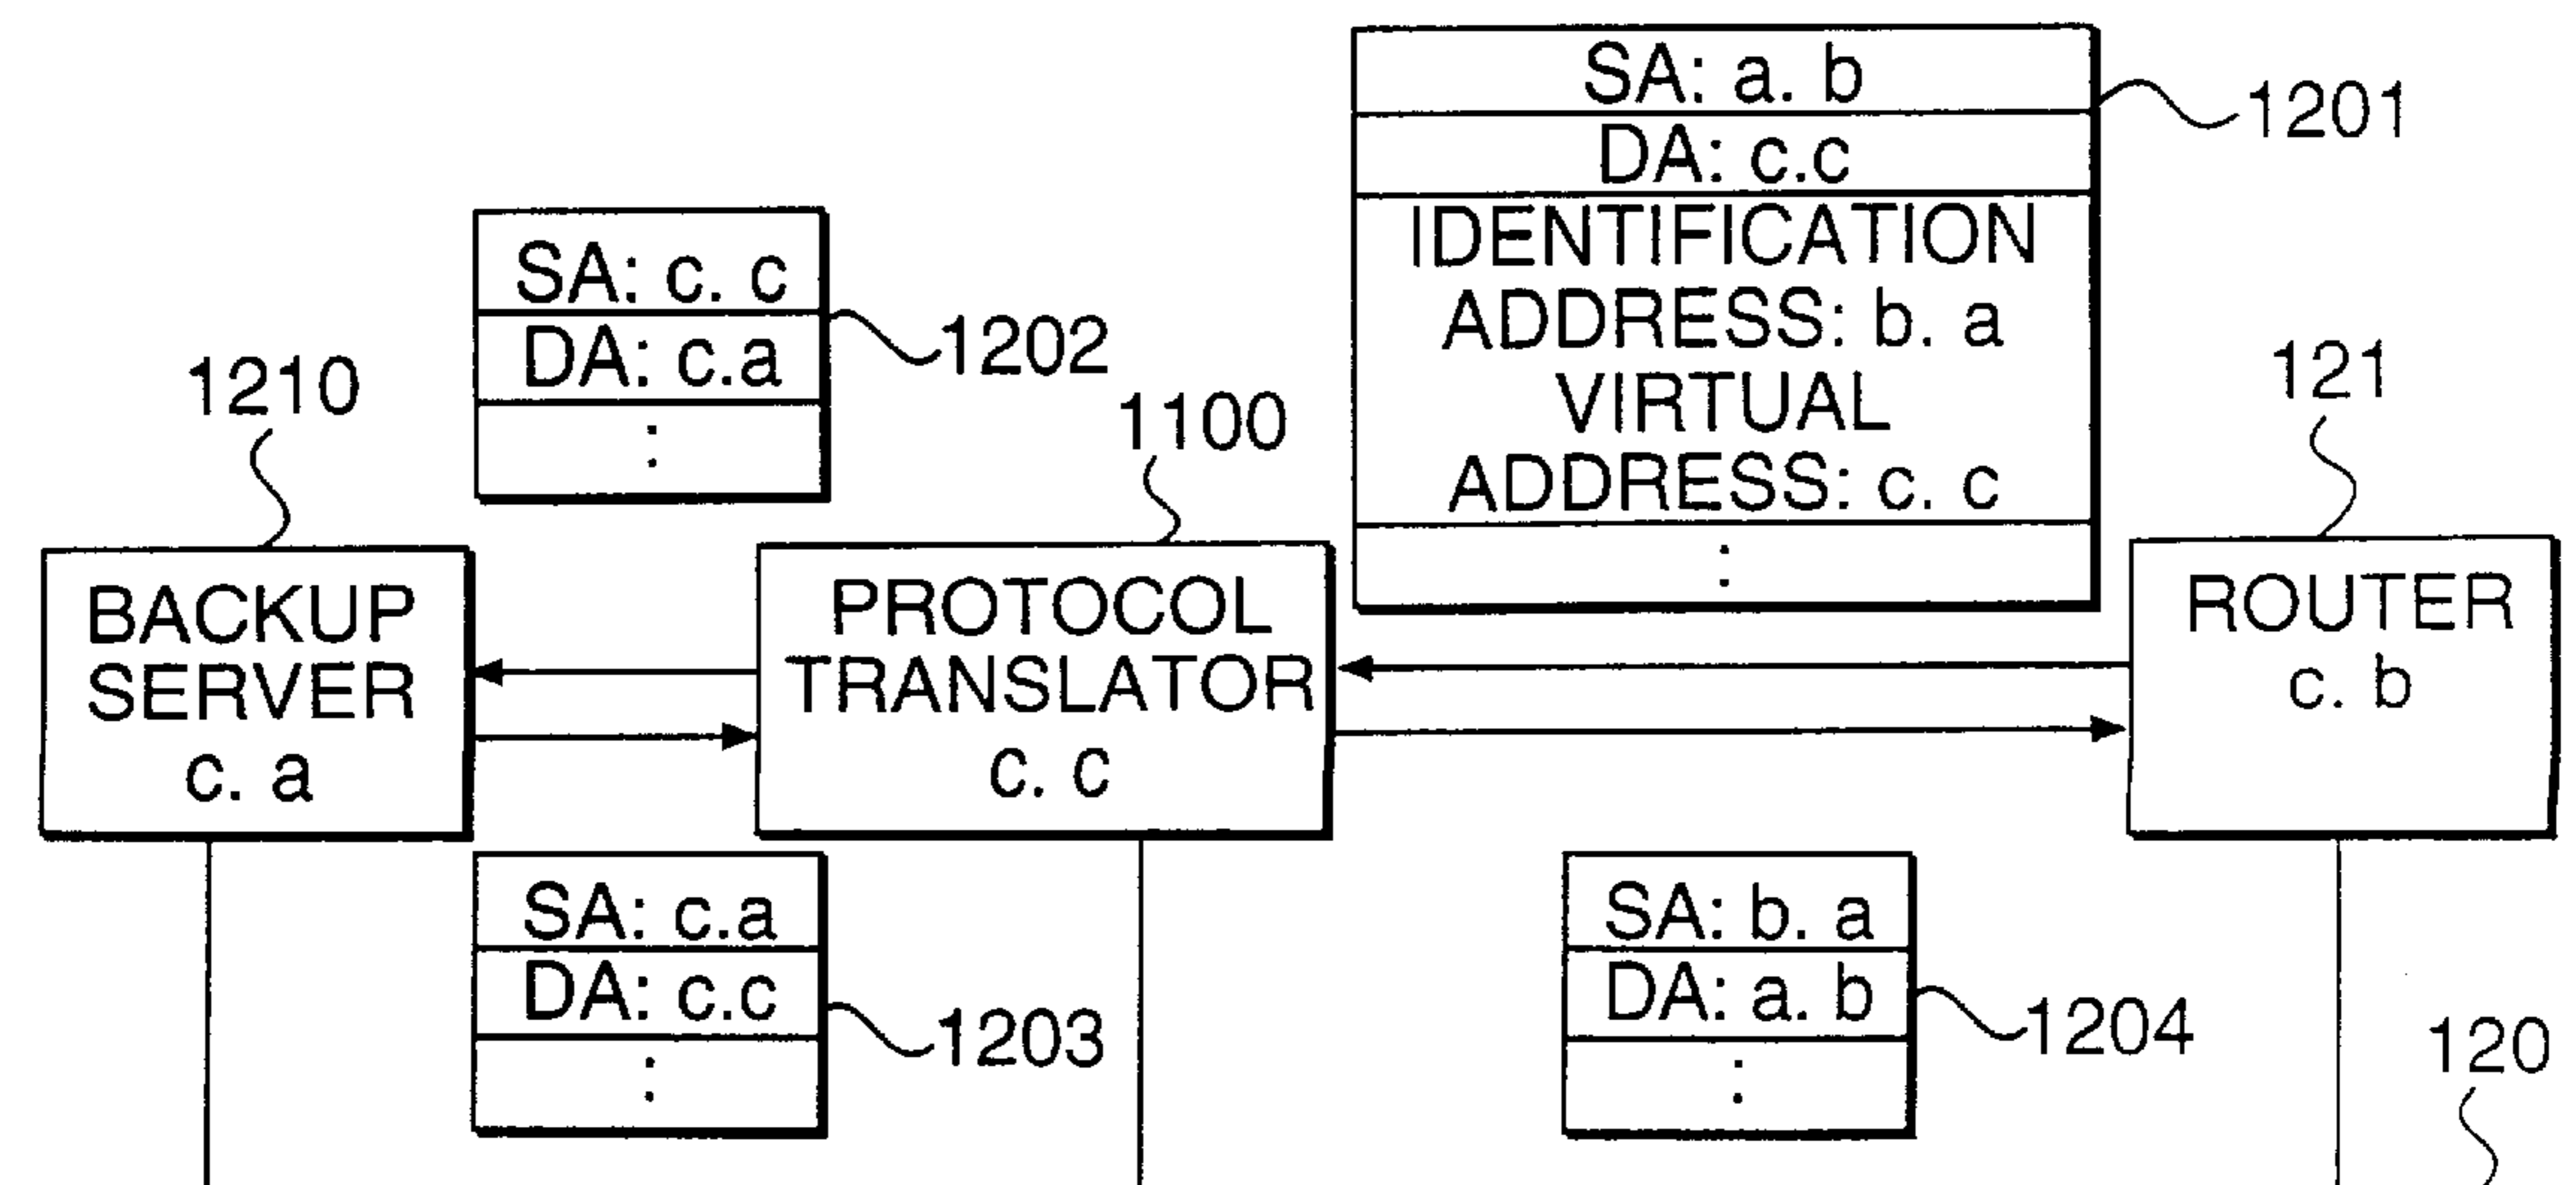 SA: a. b
DA: c.c
IDENTIFICATION
ADDRESS: b. a
VIRTUAL
ADDRESS: c. c
:
1201
SA: c. c
DA: c.a
:
1202
1210
1100
121
BACKUP
SERVER
c. a
PROTOCOL
TRANSLATOR
c. c
ROUTER
c. b
SA: c.a
DA: c.c
:
1203
SA: b. a
DA: a. b
:
1204
120